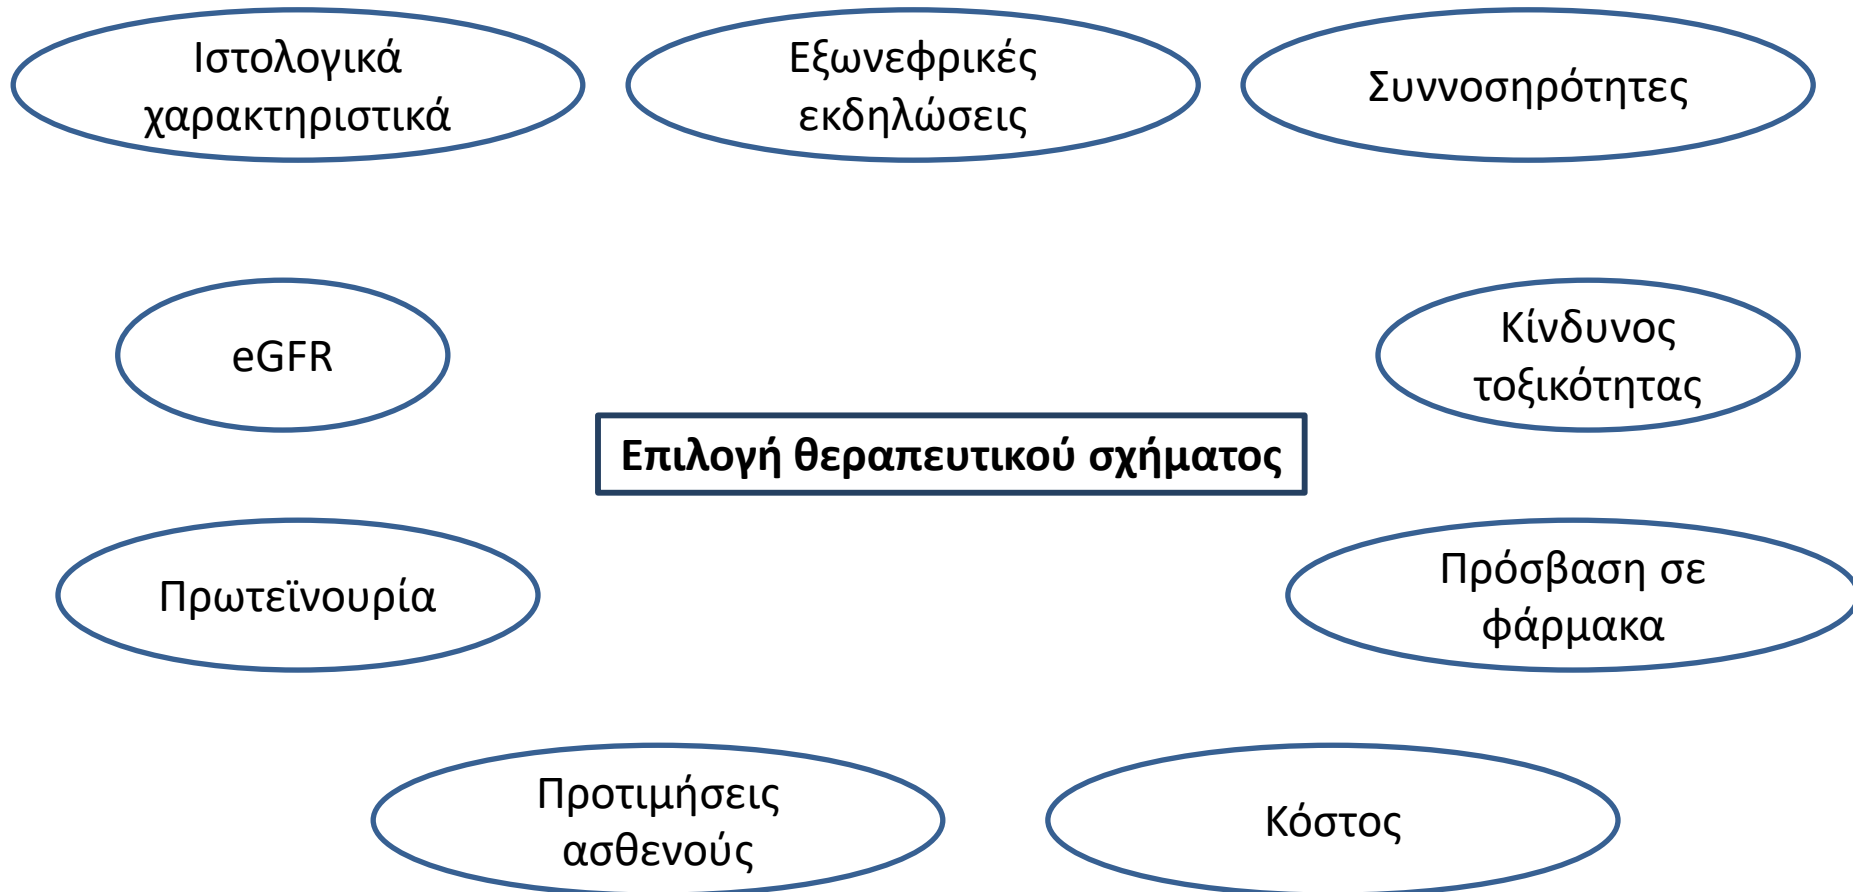 Ιστολογικά
χαρακτηριστικά
Εξωνεφρικές
εκδηλώσεις
Συννοσηρότητες
eGFR
Κίνδυνος
τοξικότητας
Επιλογή θεραπευτικού σχήματος
Πρωτεϊνουρία
Πρόσβαση σε
φάρμακα
Προτιμήσεις
ασθενούς
Κόστος